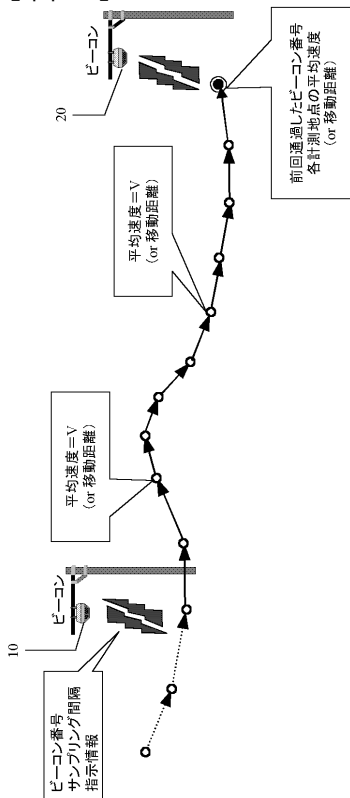 ビーコン
10
ビーコン番号
サンプリング間隔
指示情報
平均速度=V
(or 移動距離)
平均速度=V
(or 移動距離)
ビーコン
20
前回通過したビーコン番号
各計測地点の平均速度
(or 移動距離)